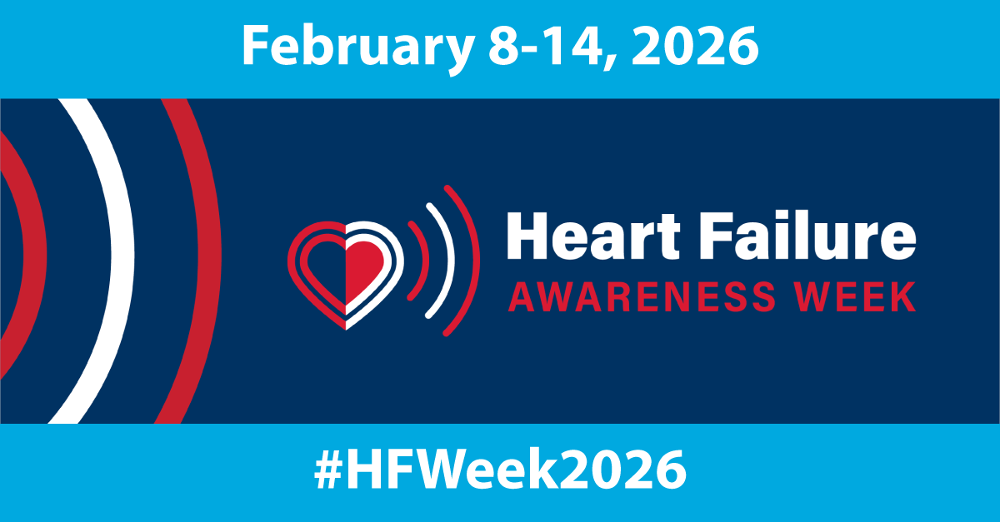 February 8-14, 2026
Heart Failure
AWARENESS WEEK
#HFWeek2026